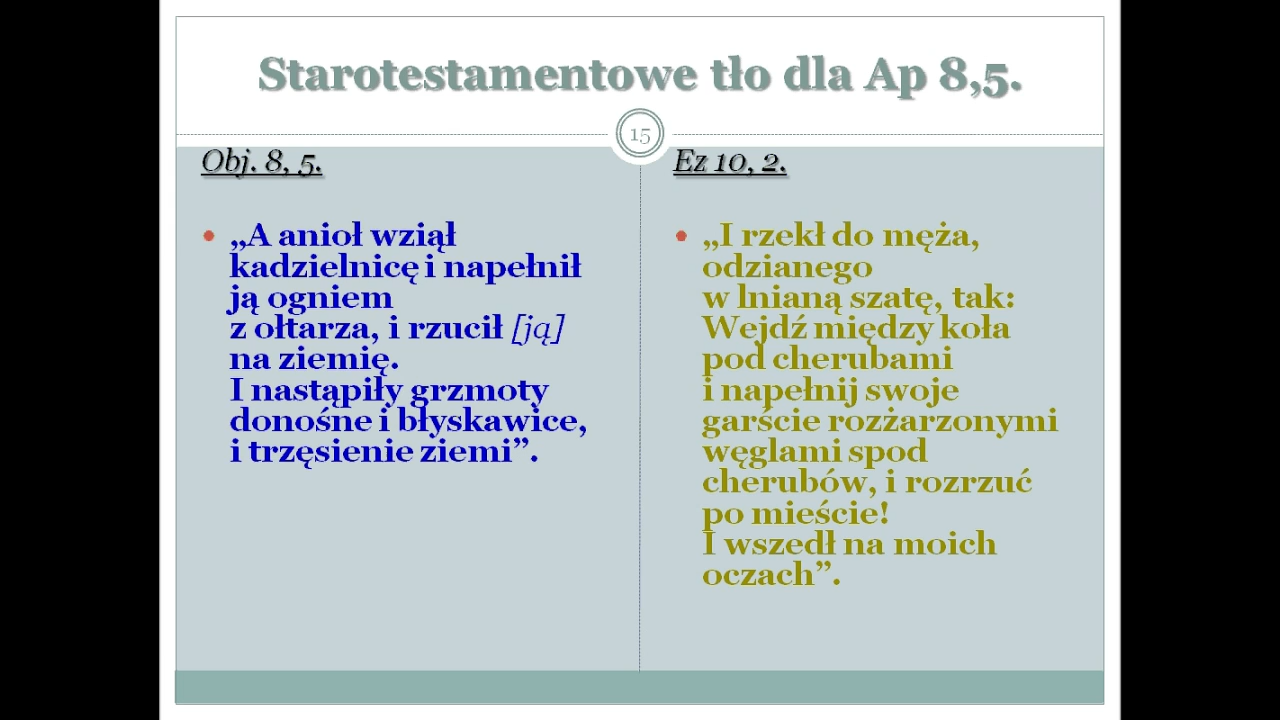 Starotestamentowe tło dla Ap 8,5.
15
Obj. 8, 5.
„A anioł wziął
kadzielnicę i napełnił
ją ogniem
z ołtarza, i rzucił [ją]
na ziemię.
I nastąpiły grzmoty
donośne i błyskawice,
i trzęsienie ziemi”.
Ez 10, 2.
„I rzekł do męża,
odzianego
w lnianą szatę, tak:
Wejdź między koła
pod cherubami
i napełnij swoje
garście rozżarzonymi
węglami spod
cherubów, i rozrzuć
po mieście!
I wszedł na moich
oczach”.